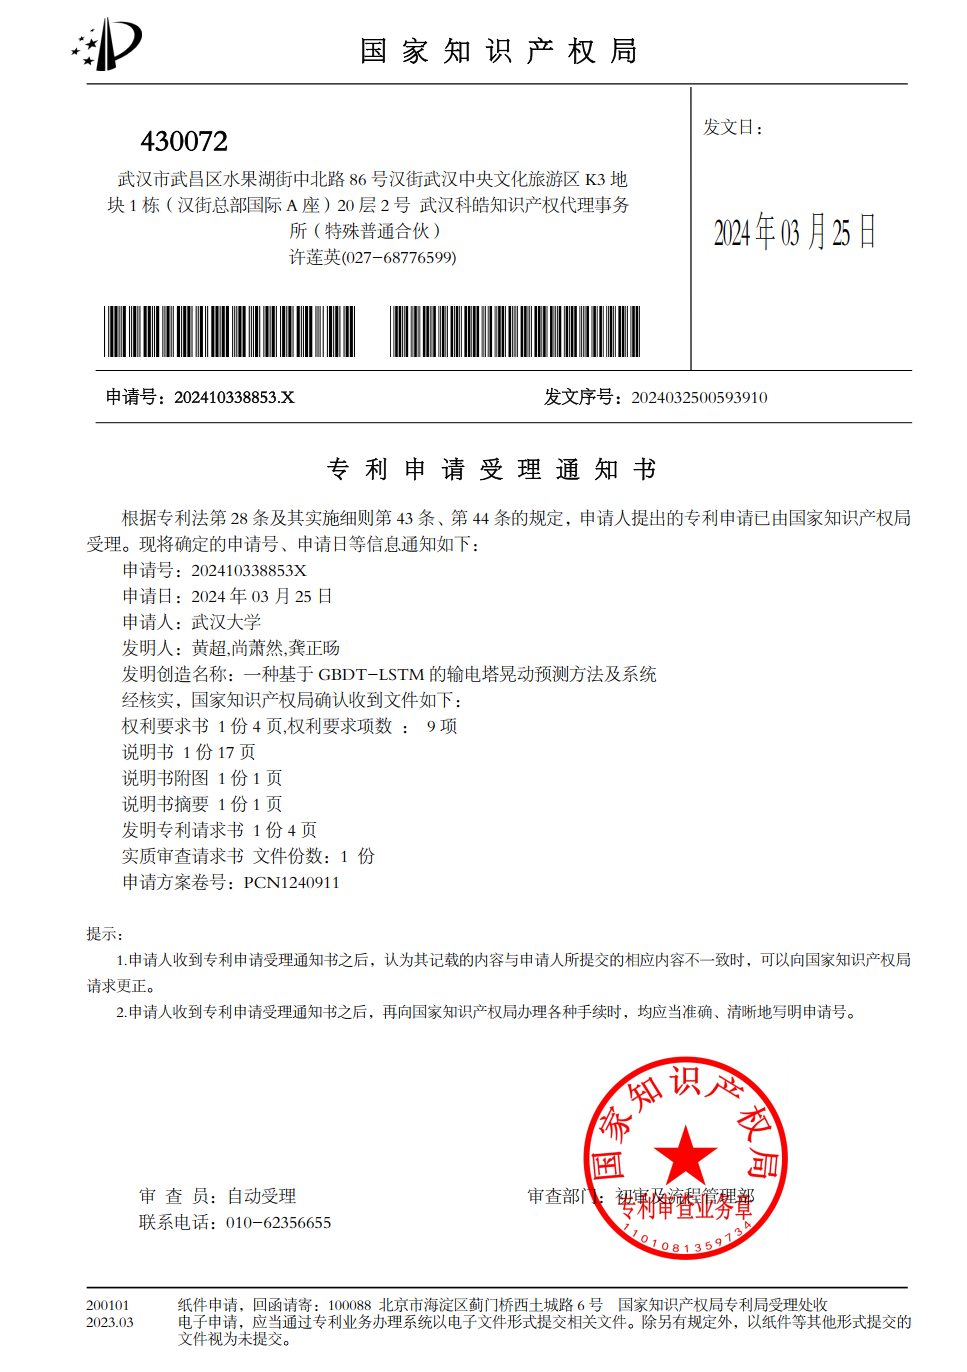 国家知识产权局
430072
发文日：
武汉市武昌区水果湖街中北路 86 号汉街武汉中央文化旅游区 K3 地
块 1 栋（汉街总部国际 A 座）20 层 2 号 武汉科皓知识产权代理事务
所（特殊普通合伙）
许莲英(027-68776599)
2024 年 03 月 25 日
申请号：202410338853.X
发文序号：2024032500593910
专利申请受理通知书
根据专利法第 28 条及其实施细则第 43 条、第 44 条的规定，申请人提出的专利申请已由国家知识产权局
受理。现将确定的申请号、申请日等信息通知如下：
申请号：202410338853X
申请日：2024 年 03 月 25 日
申请人：武汉大学
发明人：黄超,尚萧然,龚正旸
发明创造名称：一种基于 GBDT-LSTM 的输电塔晃动预测方法及系统
经核实，国家知识产权局确认收到文件如下：
权利要求书 1 份 4 页,权利要求项数 ： 9 项
说明书 1 份 17 页
说明书附图 1 份 1 页
说明书摘要 1 份 1 页
发明专利请求书 1 份 4 页
实质审查请求书 文件份数：1 份
申请方案卷号：PCN1240911
提示：
1.申请人收到专利申请受理通知书之后，认为其记载的内容与申请人所提交的相应内容不一致时，可以向国家知识产权局
请求更正。
2.申请人收到专利申请受理通知书之后，再向国家知识产权局办理各种手续时，均应当准确、清晰地写明申请号。
国家知识产权局
审 查 员：自动受理
审查部门：初审及流程管理部
专利审查业务章
联系电话：010-62356655
1101081359734
200101
2023.03
纸件申请，回函请寄：100088 北京市海淀区蓟门桥西土城路 6 号 国家知识产权局专利局受理处收
电子申请，应当通过专利业务办理系统以电子文件形式提交相关文件。除另有规定外，以纸件等其他形式提交的
文件视为未提交。